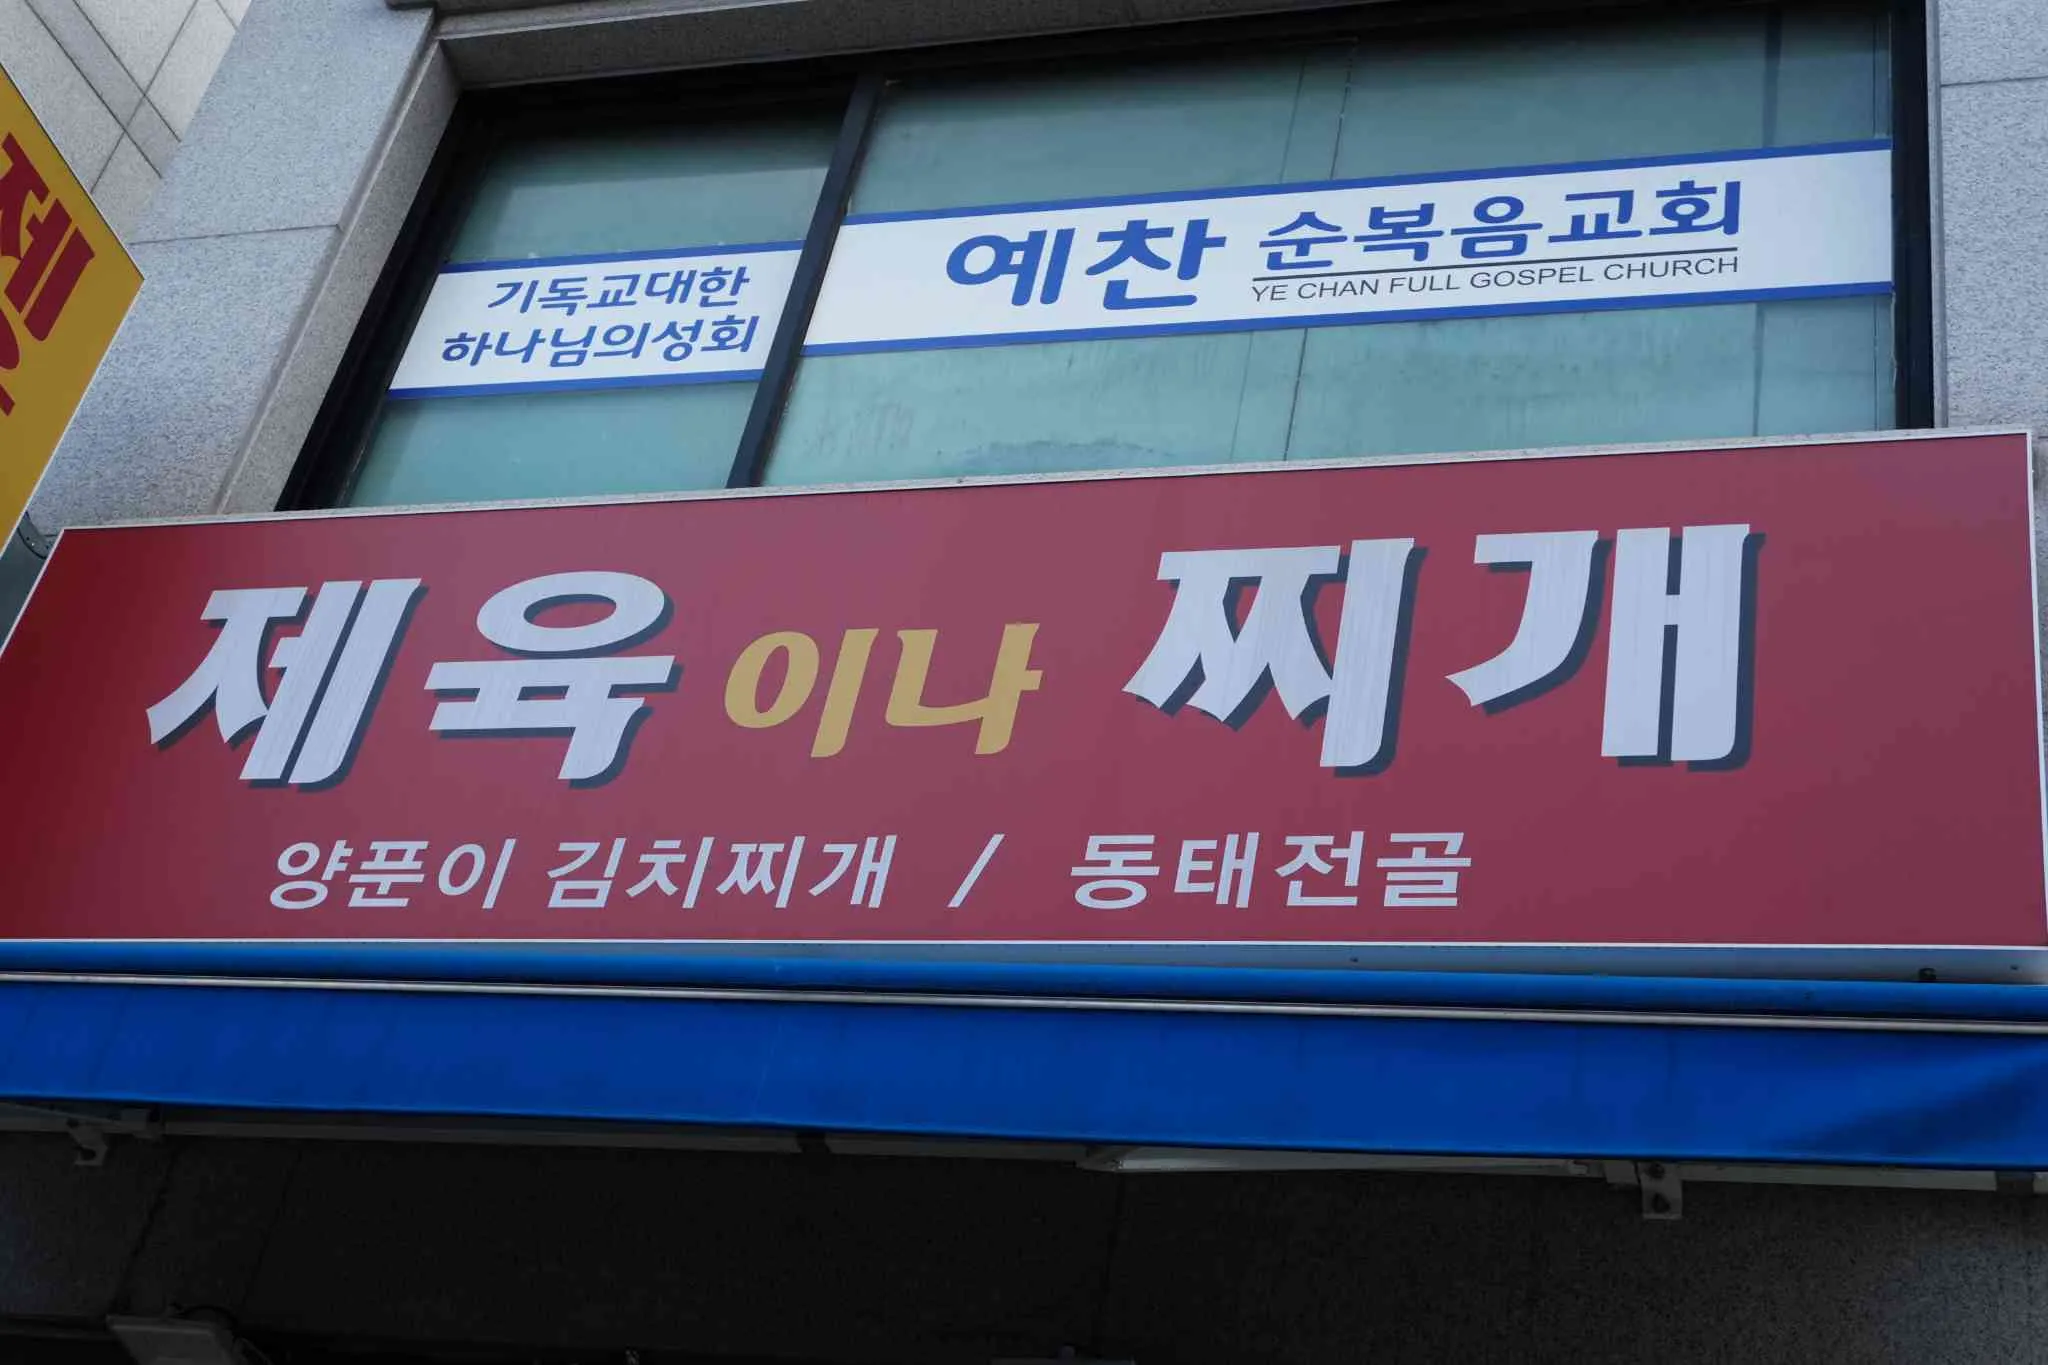 기독교대한
하나님의성회
예찬 순복음교회
YE CHAN FULL GOSPEL CHURCH
제육이나 찌개
양푼이 김치찌개 / 동태전골
제